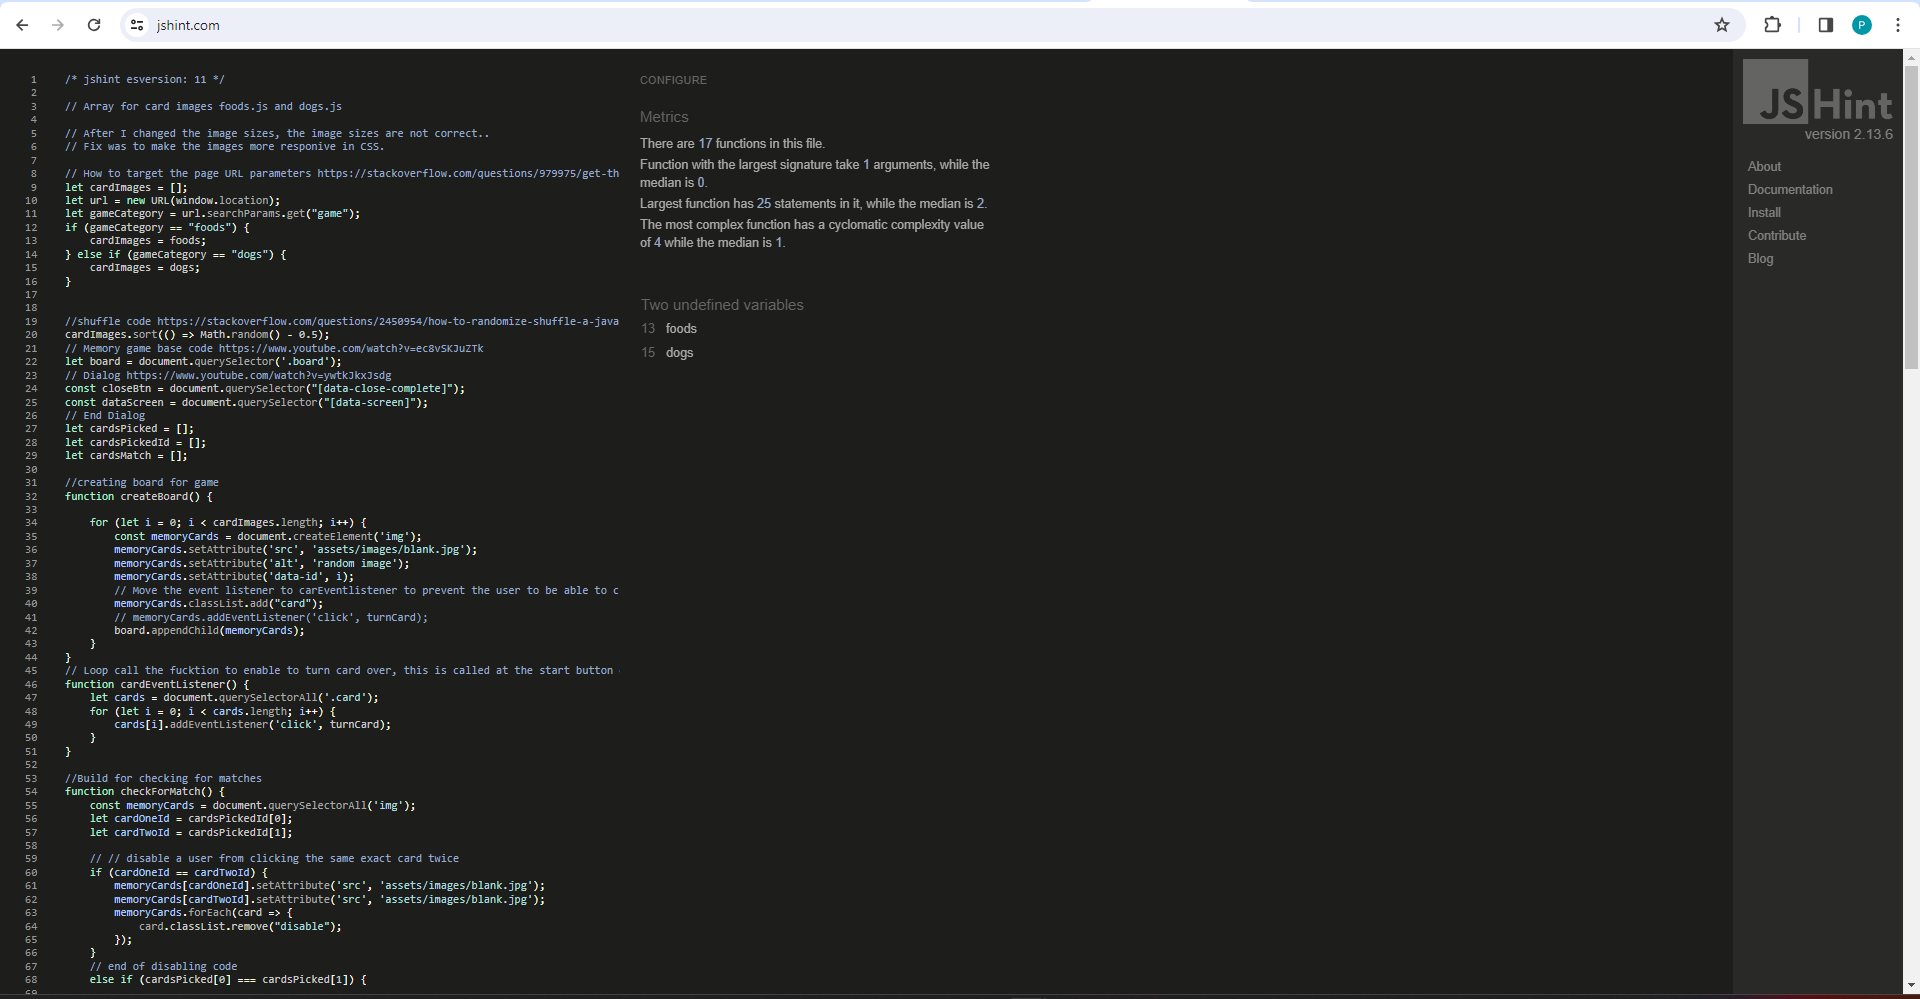 jshint.com
P
1 /* jshint esversion: 11 */
2
3 // Array for card images foods.js and dogs.js
4
5 // After I changed the image sizes, the image sizes are not correct..
6 // Fix was to make the images more responive in CSS.
7
8 // How to target the page URL parameters https://stackoverflow.com/questions/979975/get-th
9 let cardImages = [];
10 let url = new URL(window.location);
11 let gameCategory = url.searchParams.get("game");
12 if (gameCategory == "foods") {
13 cardImages = foods;
14 } else if (gameCategory == "dogs") {
15 cardImages = dogs;
16 }
17
18
19 //shuffle code https://stackoverflow.com/questions/2450954/how-to-randomize-shuffle-a-java
20 cardImages.sort(() => Math.random() - 0.5);
21 // Memory game base code https://www.youtube.com/watch?v=ec8vSKJuZTk
22 let board = document.querySelector('.board');
23 // Dialog https://www.youtube.com/watch?v=ywtkJkxJsdg
24 const closeBtn = document.querySelector("[data-close-complete]");
25 const dataScreen = document.querySelector("[data-screen]");
26 // End Dialog
27 let cardsPicked = [];
28 let cardsPickedId = [];
29 let cardsMatch = [];
30
31 //creating board for game
32 function createBoard() {
33
34 for (let i = 0; i < cardImages.length; i++) {
35 const memoryCards = document.createElement('img');
36 memoryCards.setAttribute('src', 'assets/images/blank.jpg');
37 memoryCards.setAttribute('alt', 'random image');
38 memoryCards.setAttribute('data-id', i);
39 // Move the event listener to carEventlistener to prevent the user to be able to c
40 memoryCards.classList.add("card");
41 // memoryCards.addEventListener('click', turnCard);
42 board.appendChild(memoryCards);
43 }
44 }
45 // Loop call the fucktion to enable to turn card over, this is called at the start button
46 function cardEventListener() {
47 let cards = document.querySelectorAll('.card');
48 for (let i = 0; i < cards.length; i++) {
49 cards[i].addEventListener('click', turnCard);
50 }
51 }
52
53 //Build for checking for matches
54 function checkForMatch() {
55 const memoryCards = document.querySelectorAll('img');
56 let cardOneId = cardsPickedId[0];
57 let cardTwoId = cardsPickedId[1];
58
59 // // disable a user from clicking the same exact card twice
60 if (cardOneId == cardTwoId) {
61 memoryCards[cardOneId].setAttribute('src', 'assets/images/blank.jpg');
62 memoryCards[cardTwoId].setAttribute('src', 'assets/images/blank.jpg');
63 memoryCards.forEach(card => {
64 card.classList.remove("disable");
65 });
66 }
67 // end of disabling code
68 else if (cardsPicked[0] === cardsPicked[1]) {
69
CONFIGURE
Metrics
There are 17 functions in this file.
Function with the largest signature take 1 arguments, while the
median is 0.
Largest function has 25 statements in it, while the median is 2.
The most complex function has a cyclomatic complexity value
of 4 while the median is 1.
Two undefined variables
13 foods
15 dogs
JSHint
version 2.13.6
About
Documentation
Install
Contribute
Blog